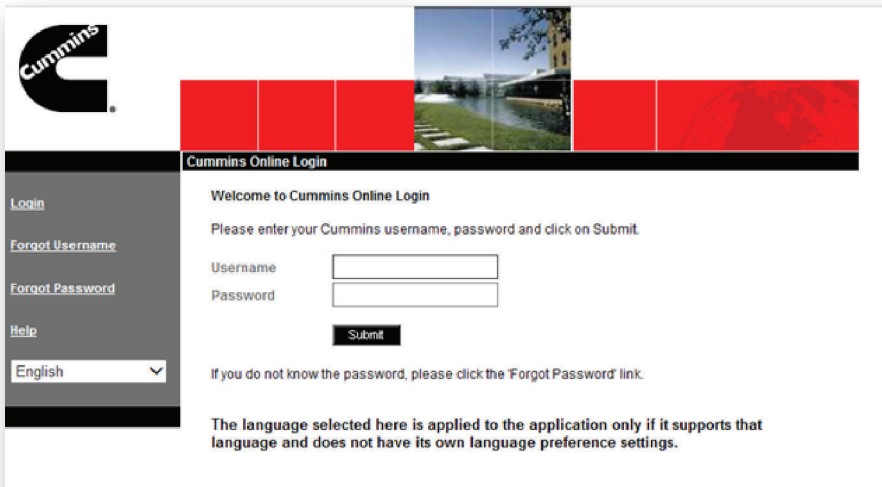 Cummins
®
Cummins Online Login
Login
Forgot Username
Forgot Password
Help
English
Welcome to Cummins Online Login
Please enter your Cummins username, password and click on Submit.
Username
Password
Submit
If you do not know the password, please click the 'Forgot Password' link.
The language selected here is applied to the application only if it supports that
language and does not have its own language preference settings.